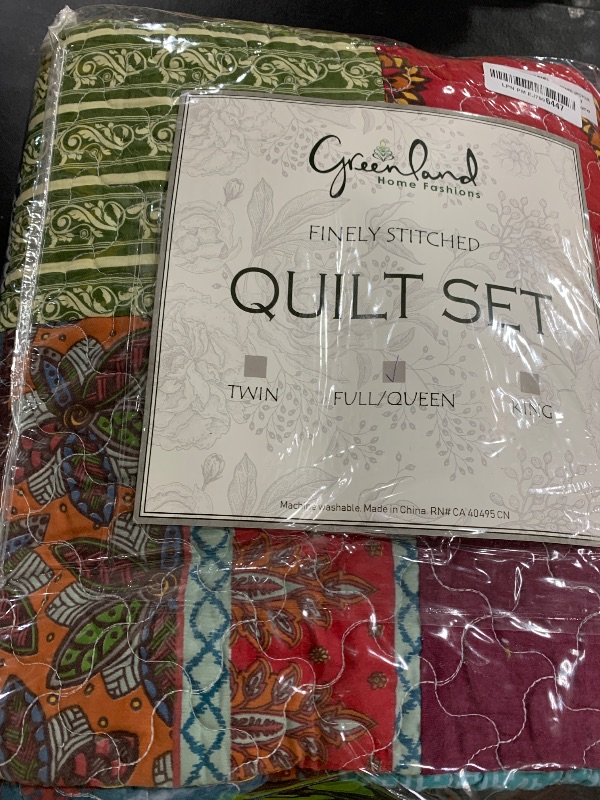 Greenland
Home Fashions
FINELY STITCHED
QUILT SET
TWIN
FULL/QUEEN
KING
Machine washable. Made in China. RN# CA 40495 CN